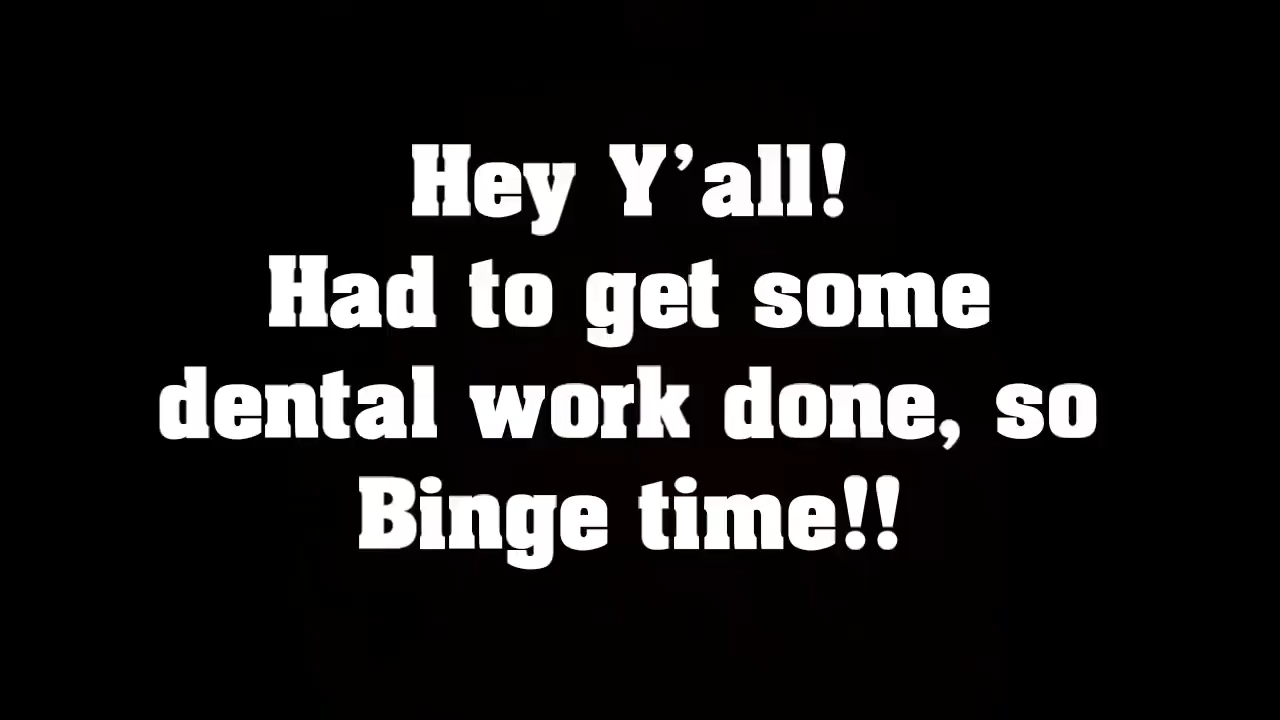 Hey Y’all!
Had to get some
dental work done, so
Binge time!!